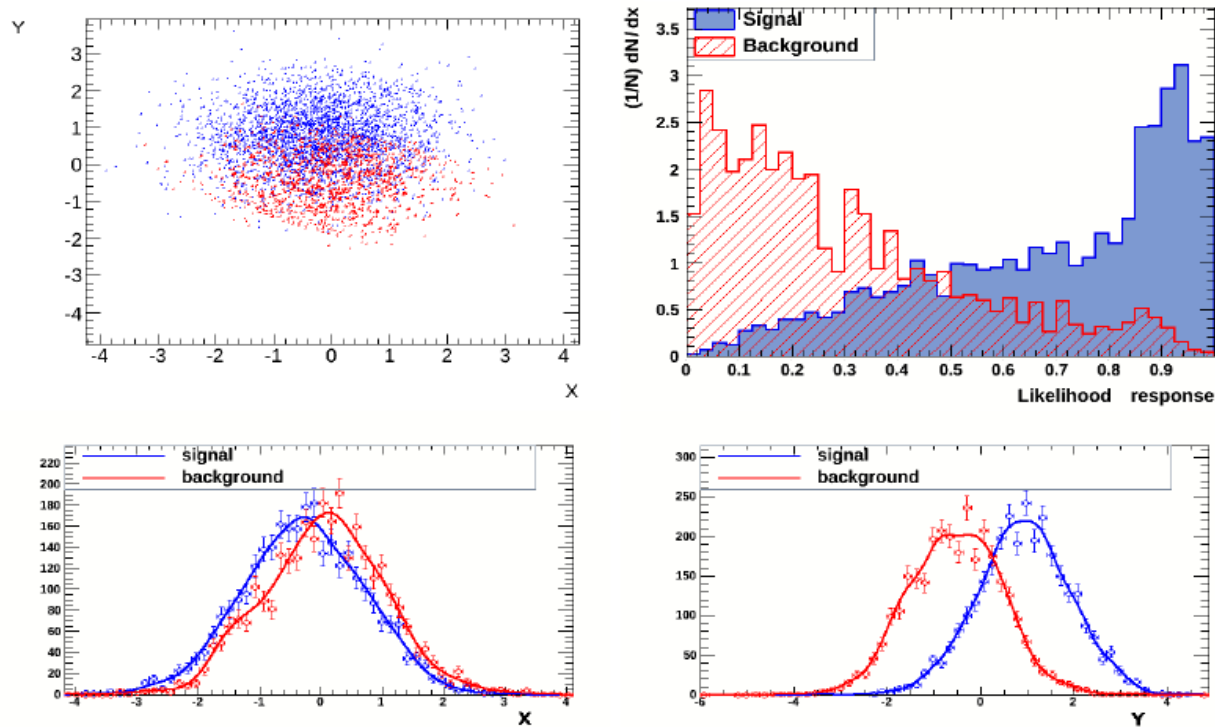 Y
3
2
1
0
-1
-2
-3
-4
-4 -3 -2 -1 0 1 2 3 4
X
(1/N) dN/dx
Signal
Background
3.5
3
2.5
2
1.5
1
0.5
0
0 0.1 0.2 0.3 0.4 0.5 0.6 0.7 0.8 0.9
Likelihood response
signal
background
220
200
180
160
140
120
100
80
60
40
20
0
-4 -3 -2 -1 0 1 2 3 4
X
signal
background
300
250
200
150
100
50
0
-6 -4 -2 0 2 4
Y